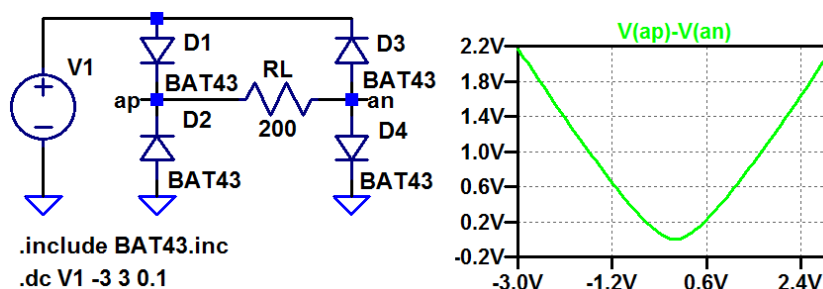 D1
D3
V1
BAT43
RL
BAT43
ap
an
D2
200
D4
BAT43
BAT43
.include BAT43.inc
.dc V1 -3 3 0.1
V(ap)-V(an)
2.2V
1.8V
1.4V
1.0V
0.6V
0.2V
-0.2V
-3.0V
-1.2V
0.6V
2.4V